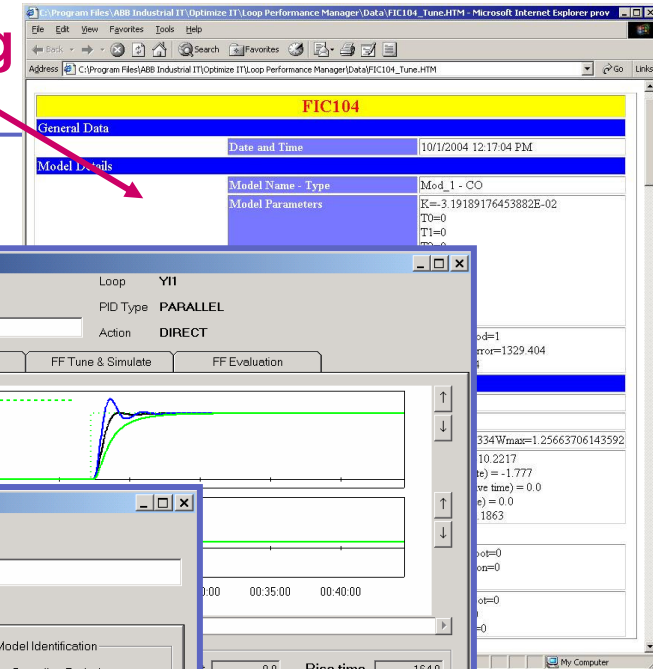 C:\Program Files\ABB Industrial IT\Optimize IT\Loop Performance Manager\Data\FIC104_Tune.HTM - Microsoft Internet Explorer prov
g
File Edit View Favorites Tools Help
Back Search Favorites
Address C:\Program Files\ABB Industrial IT\Optimize IT\Loop Performance Manager\Data\FIC104_Tune.HTM Go Links
FIC104
General Data
Date and Time 10/1/2004 12:17:04 PM
Model Details
Model Name - Type Mod_1 - CO
Model Parameters K=-3.19189176453882E-02
T0=0
T1=0
Loop YI1
PID Type PARALLEL
Action DIRECT
od=1
rror=1329.404
FF Tune & Simulate FF Evaluation
334Wmax=1.25663706143592
10.2217
te) = -1.777
ve time) = 0.0
e) = 0.0
.1863
oot=0
on=0
:00 00:35:00 00:40:00
oot=0
=0
Model Identification
Rise time
My Computer